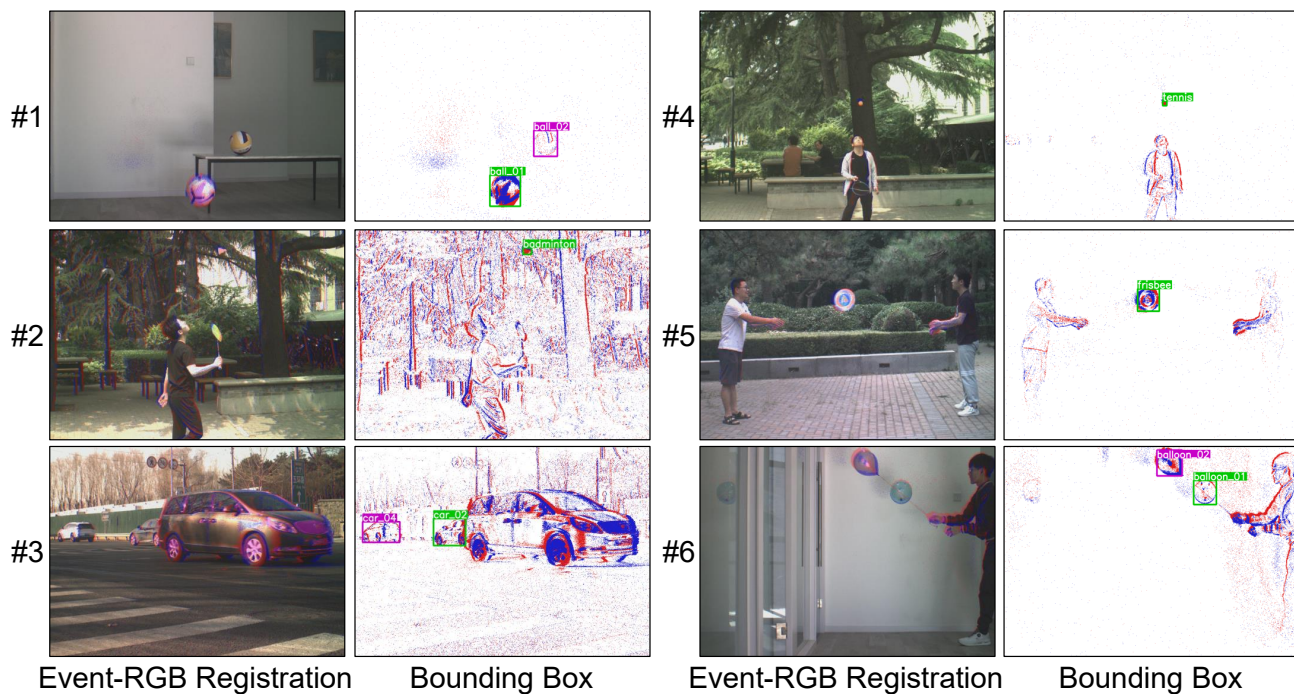 #1
ball_02
ball_01
#4
tennis
#2
badminton
#5
frisbee
#3
car_04
car_02
#6
balloon_02
balloon_01
Event-RGB Registration
Bounding Box
Event-RGB Registration
Bounding Box